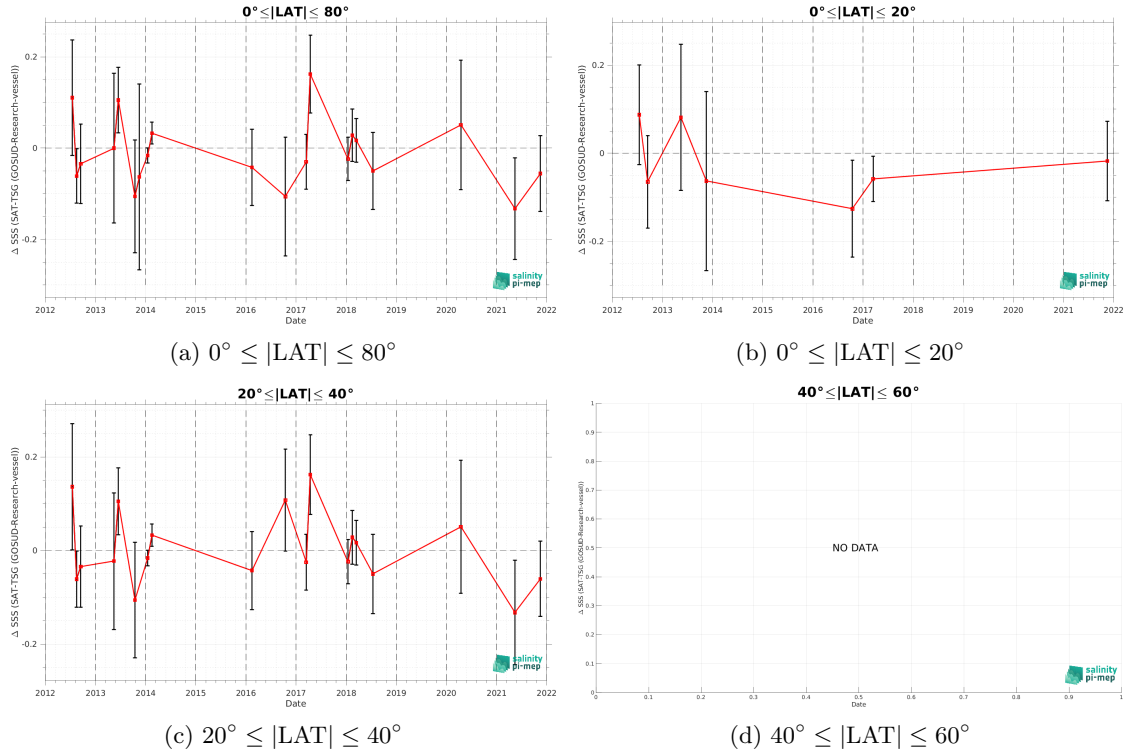 0°≤|LAT|≤ 80°
Δ SSS (SAT-TSG (GOSUD-Research-vessel))
0.2
0
-0.2
2012 2013 2014 2015 2016 2017 2018 2019 2020 2021 2022
Date
salinity
pi-mep
(a) 0° ≤ |LAT| ≤ 80°
0°≤|LAT|≤ 20°
Δ SSS (SAT-TSG (GOSUD-Research-vessel))
0.2
0
-0.2
2012 2013 2014 2015 2016 2017 2018 2019 2020 2021 2022
Date
salinity
pi-mep
(b) 0° ≤ |LAT| ≤ 20°
20°≤|LAT|≤ 40°
Δ SSS (SAT-TSG (GOSUD-Research-vessel))
0.2
0
-0.2
2012 2013 2014 2015 2016 2017 2018 2019 2020 2021 2022
Date
salinity
pi-mep
(c) 20° ≤ |LAT| ≤ 40°
40°≤|LAT|≤ 60°
Δ SSS (SAT-TSG (GOSUD-Research-vessel))
1
0.9
0.8
0.7
0.6
0.5
0.4
0.3
0.2
0.1
0
NO DATA
0 0.1 0.2 0.3 0.4 0.5 0.6 0.7 0.8 0.9 1
Date
salinity
pi-mep
(d) 40° ≤ |LAT| ≤ 60°